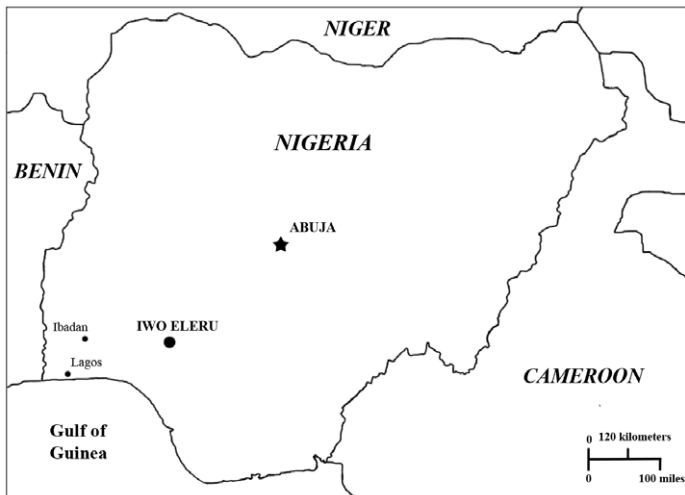 NIGER
NIGERIA
BENIN
ABUJA
Ibadan
IWO ELERU
Lagos
CAMEROON
Gulf of
Guinea
0 120 kilometers
0 100 miles